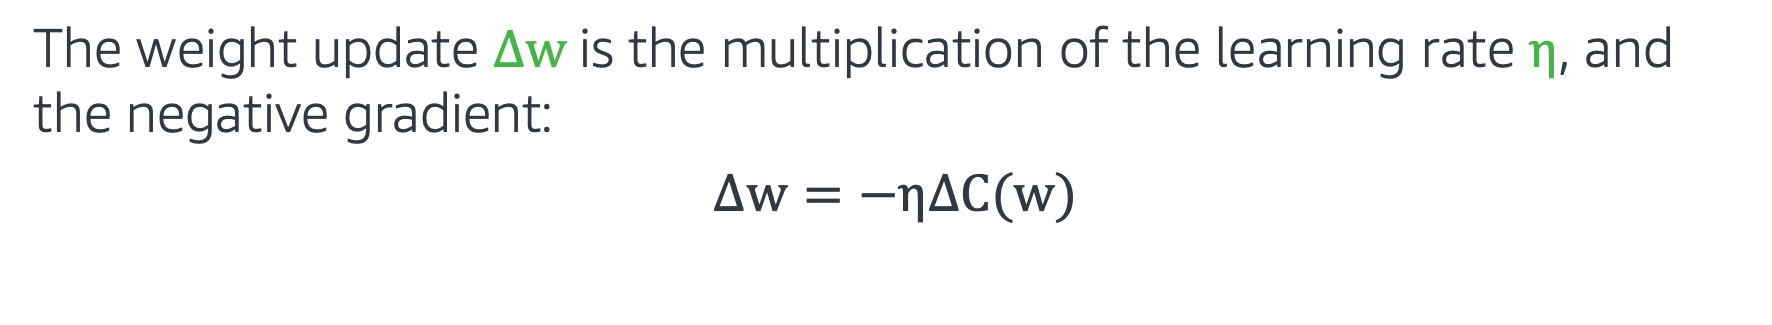 The weight update Δw is the multiplication of the learning rate η, and
the negative gradient:
Δw = −ηΔC(w)